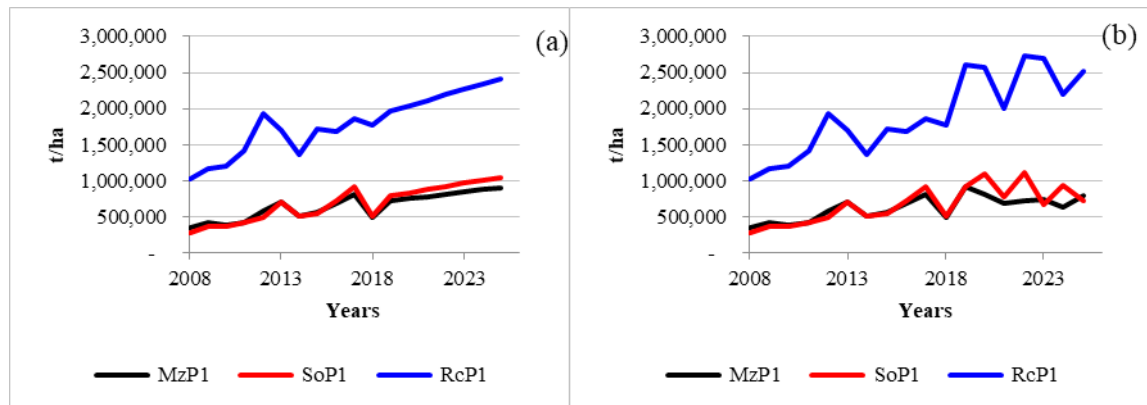 (a)
3,000,000
2,500,000
2,000,000
1,500,000
1,000,000
500,000
-
t/ha
2008 2013 2018 2023
Years
MzP1 SoP1 RcP1
(b)
3,000,000
2,500,000
2,000,000
1,500,000
1,000,000
500,000
-
t/ha
2008 2013 2018 2023
Years
MzP1 SoP1 RcP1